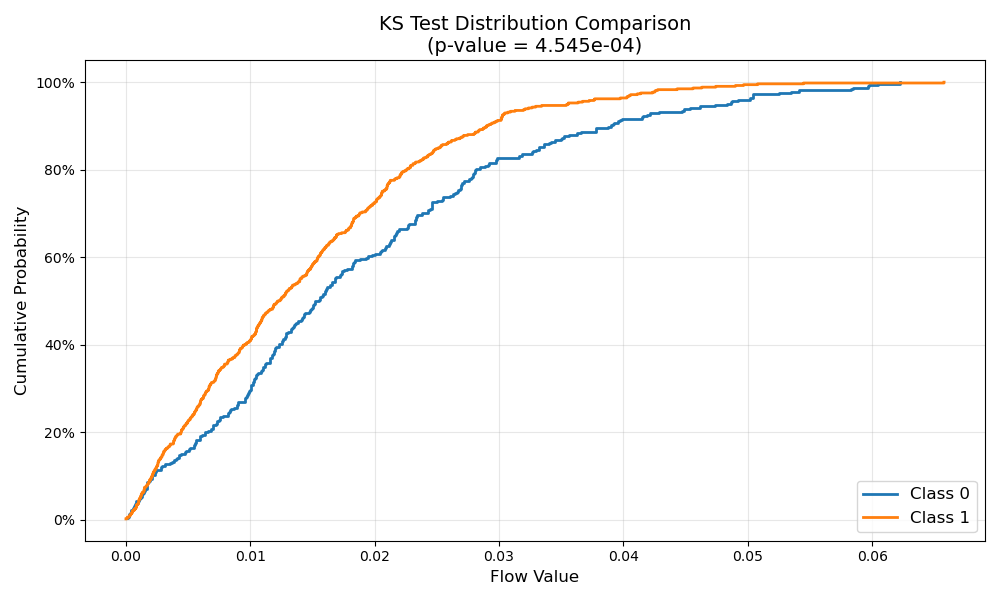 KS Test Distribution Comparison
(p-value = 4.545e-04)
Cumulative Probability
100%
80%
60%
40%
20%
0%
0.00 0.01 0.02 0.03 0.04 0.05 0.06
Flow Value
Class 0
Class 1